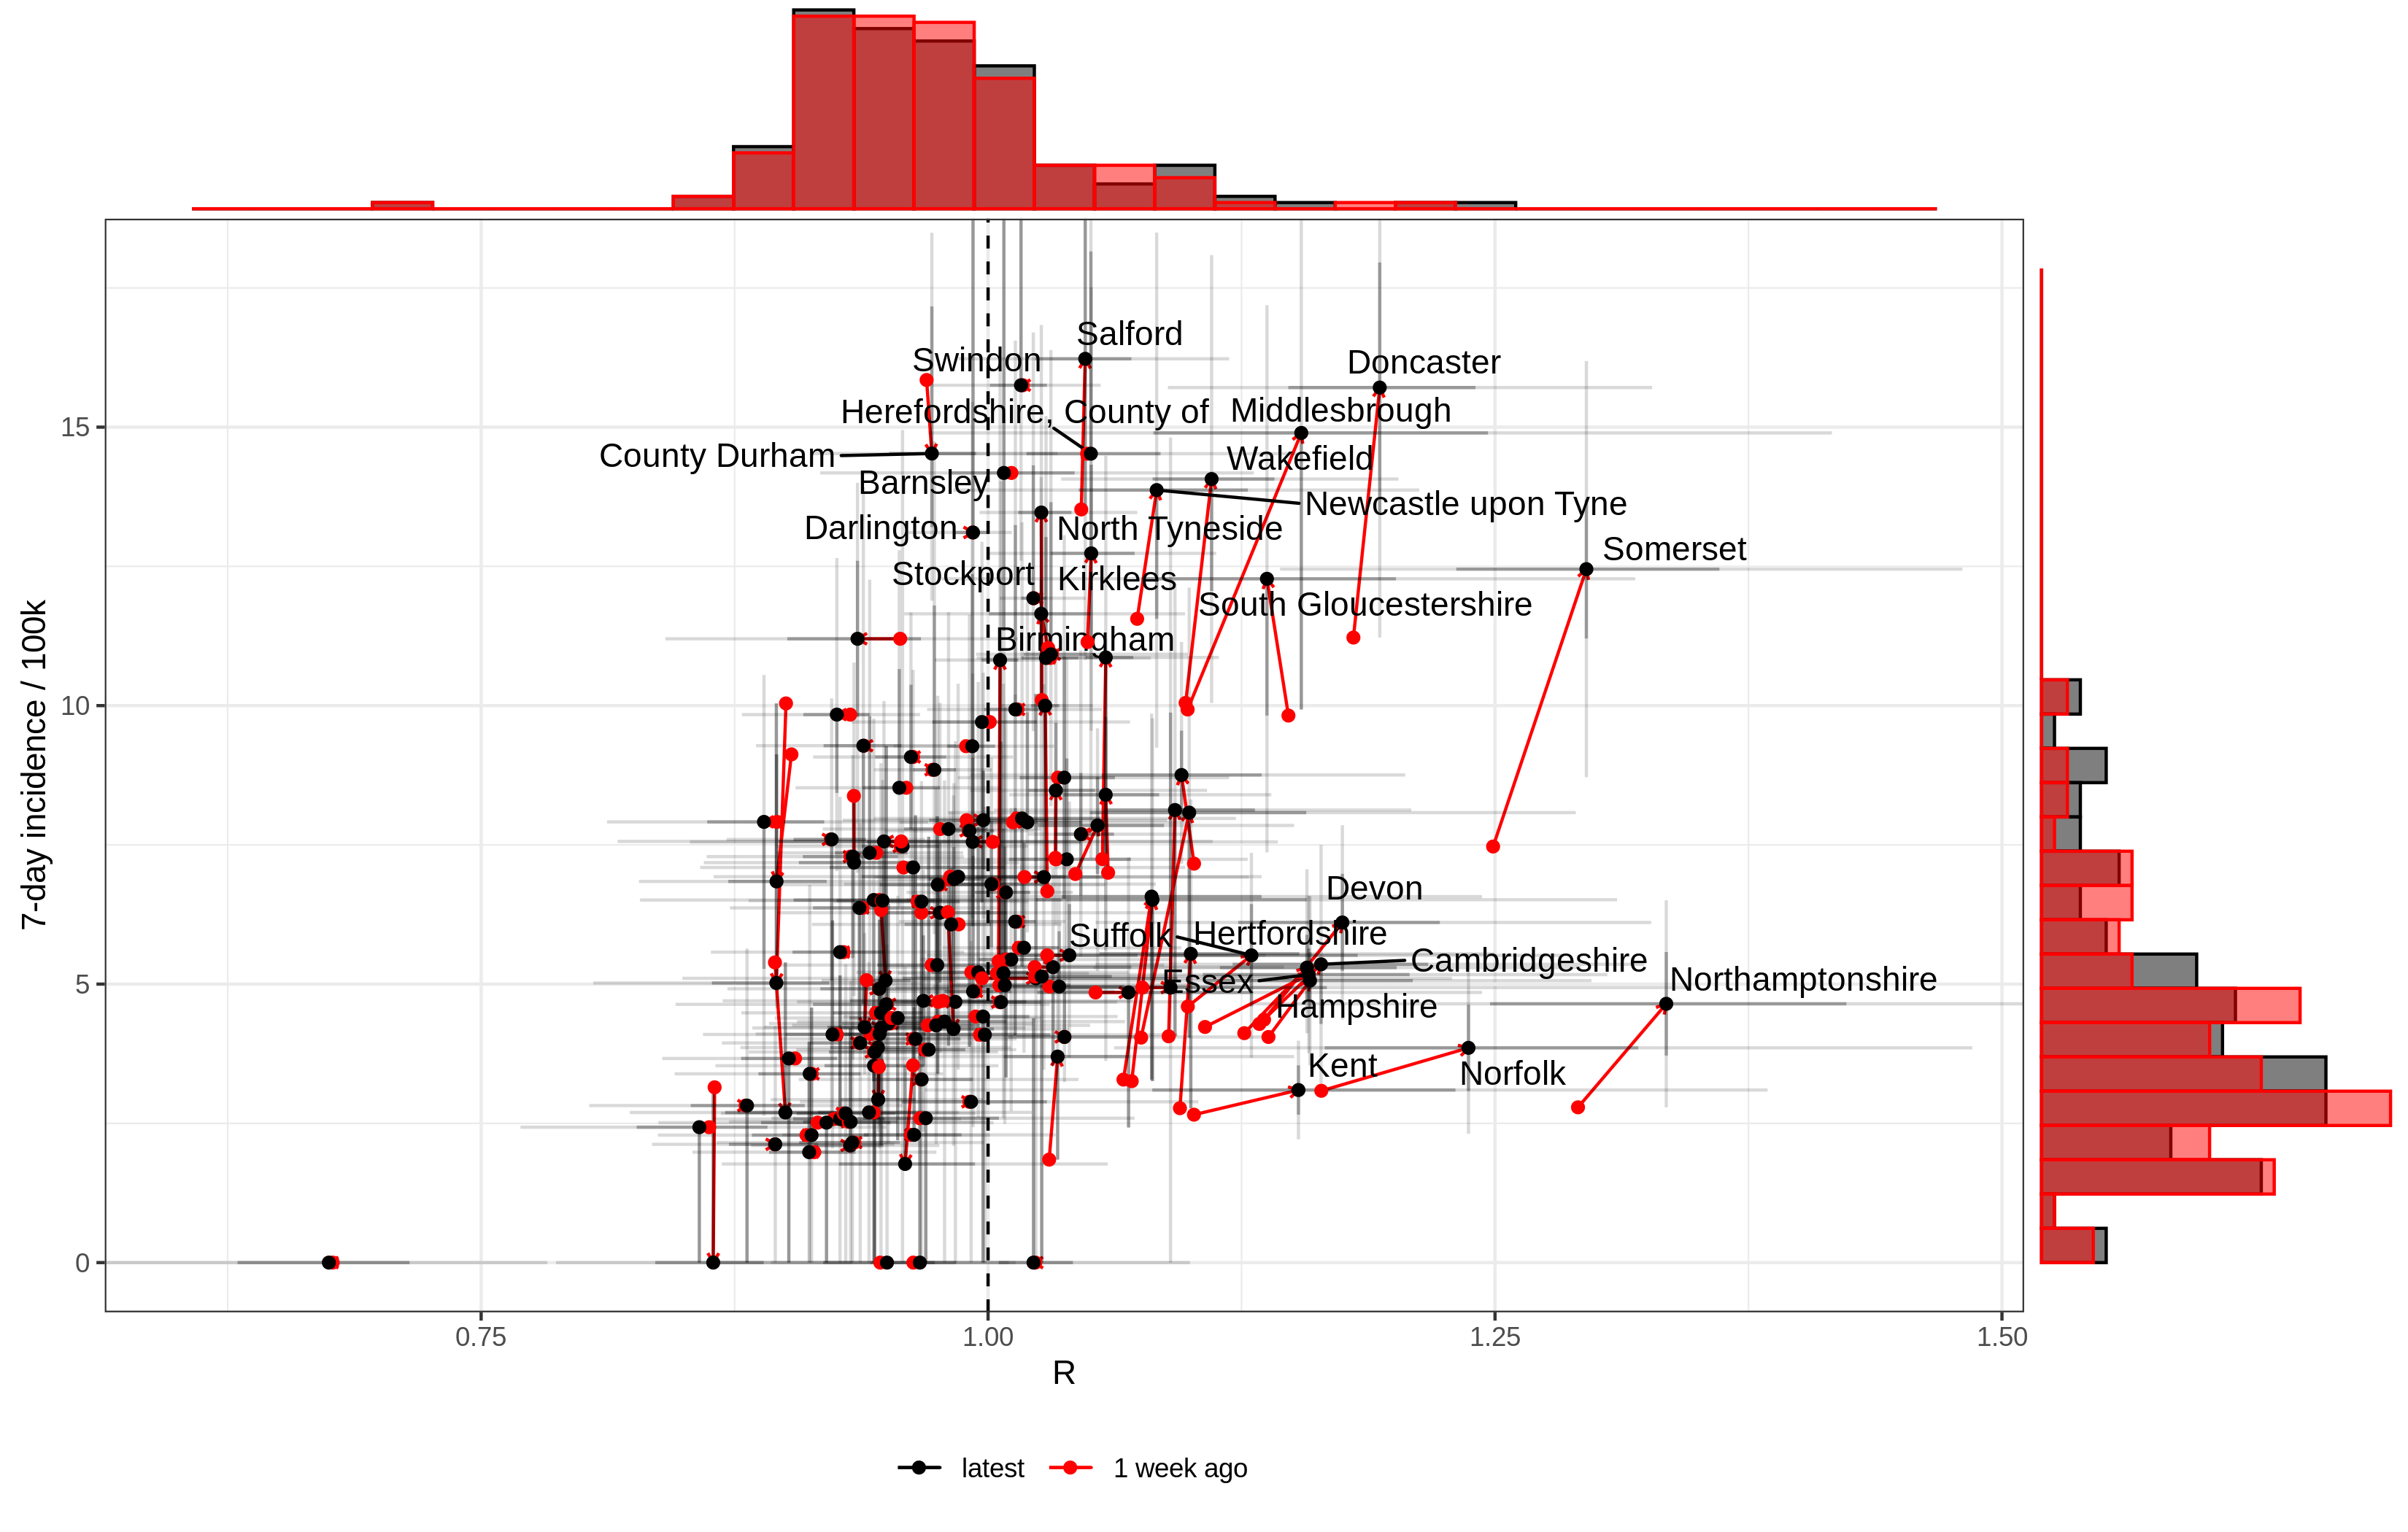 Salford
Swindon
Doncaster
Herefordshire, County of
Middlesbrough
County Durham
Wakefield
Barnsley
Newcastle upon Tyne
Darlington
North Tyneside
Somerset
Stockport
Kirklees
South Gloucestershire
Birmingham
Devon
Suffolk
Hertfordshire
Cambridgeshire
Essex
Northamptonshire
Hampshire
Kent
Norfolk
15
10
5
0
7-day incidence / 100k
0.75
1.00
1.25
1.50
R
latest
1 week ago